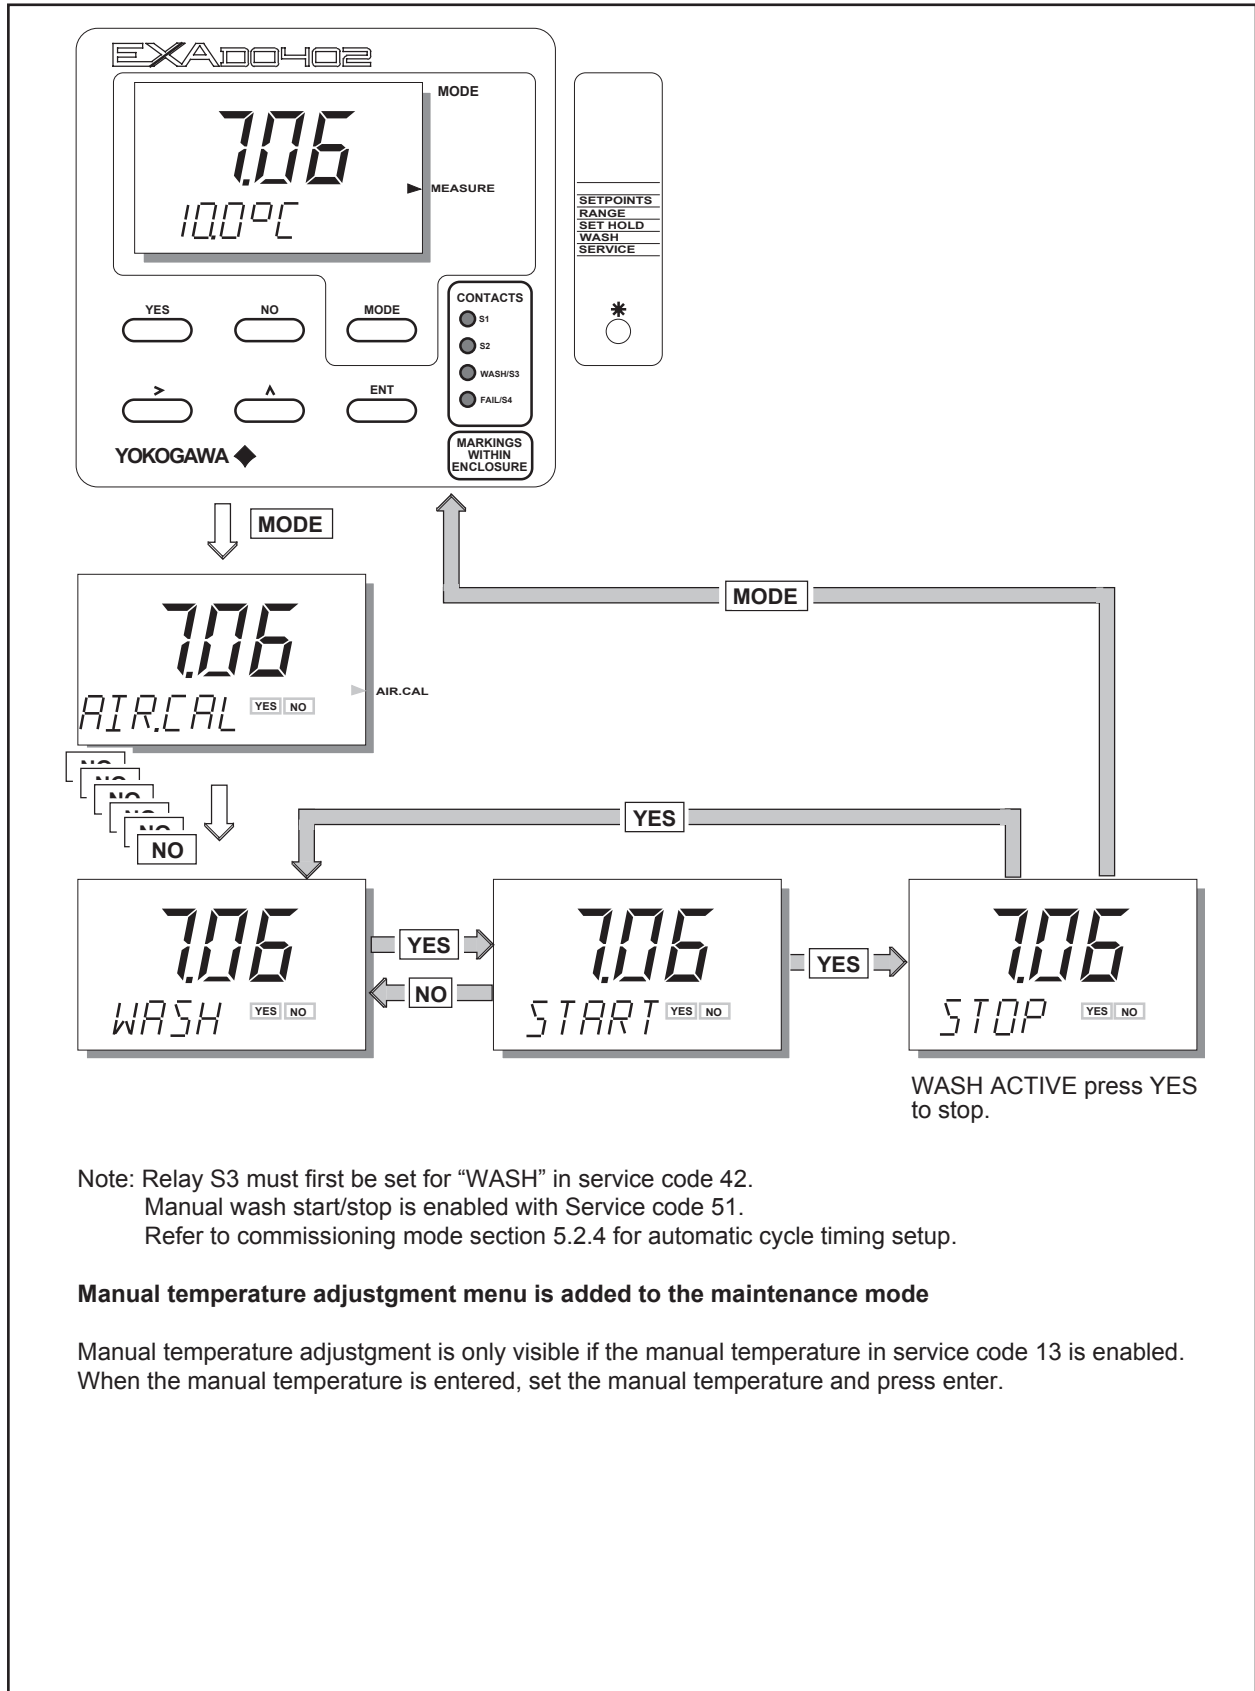 EXA DO402
MODE
7.06
MEASURE
10.0°C
SETPOINTS
RANGE
SET HOLD
WASH
SERVICE
*
YES
NO
MODE
>
^
ENT
CONTACTS
S1
S2
WASH/S3
FAIL/S4
YOKOGAWA
MARKINGS
WITHIN
ENCLOSURE
MODE
MODE
7.06
AIR.CAL
YES NO
AIR.CAL
NO
NO
NO
NO
NO
NO
YES
7.06
WASH
YES NO
YES
NO
7.06
START
YES NO
YES
7.06
STOP
YES NO
WASH ACTIVE press YES
to stop.
Note: Relay S3 must first be set for “WASH” in service code 42.
Manual wash start/stop is enabled with Service code 51.
Refer to commissioning mode section 5.2.4 for automatic cycle timing setup.
Manual temperature adjustgment menu is added to the maintenance mode
Manual temperature adjustgment is only visible if the manual temperature in service code 13 is enabled.
When the manual temperature is entered, set the manual temperature and press enter.